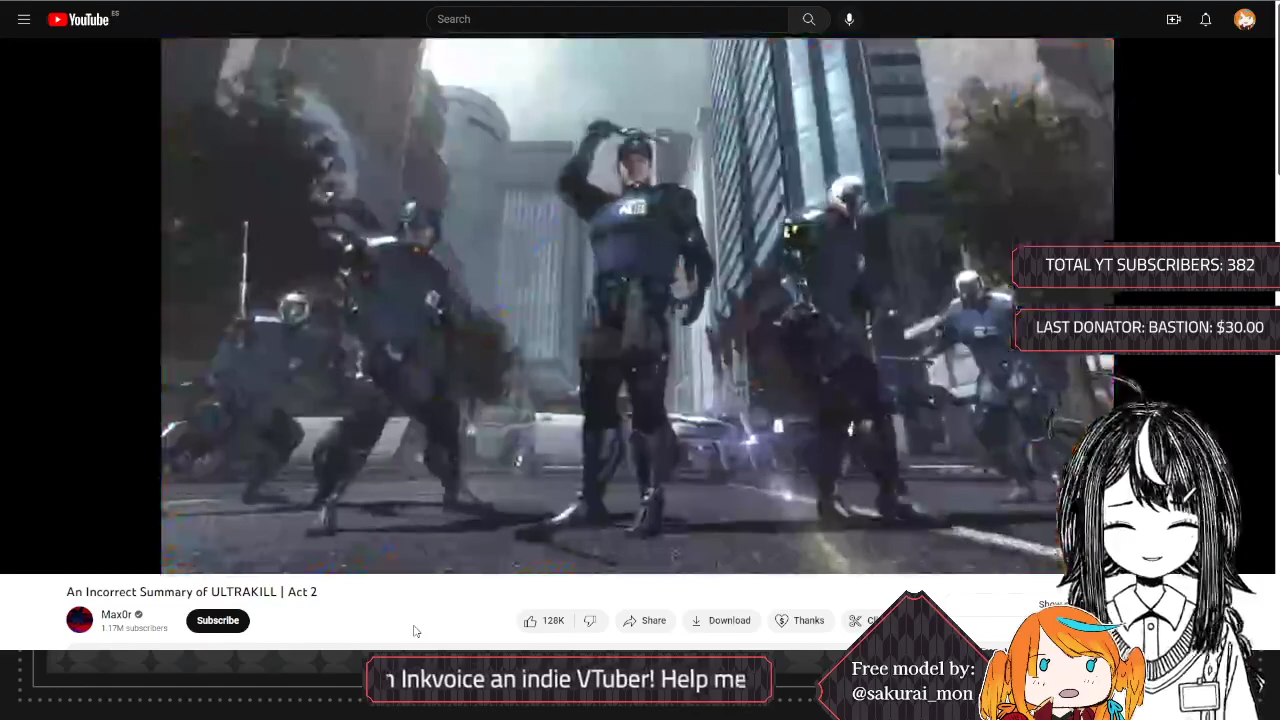 YouTube ES
Search
TOTAL YT SUBSCRIBERS: 382
LAST DONATOR: BASTION: $30.00
An Incorrect Summary of ULTRAKILL | Act 2
Max0r
1.17M subscribers
Subscribe
128K
Share
Download
Thanks
Show
Free model by:
@sakurai_mon
Inkvoice an indie VTuber! Help me